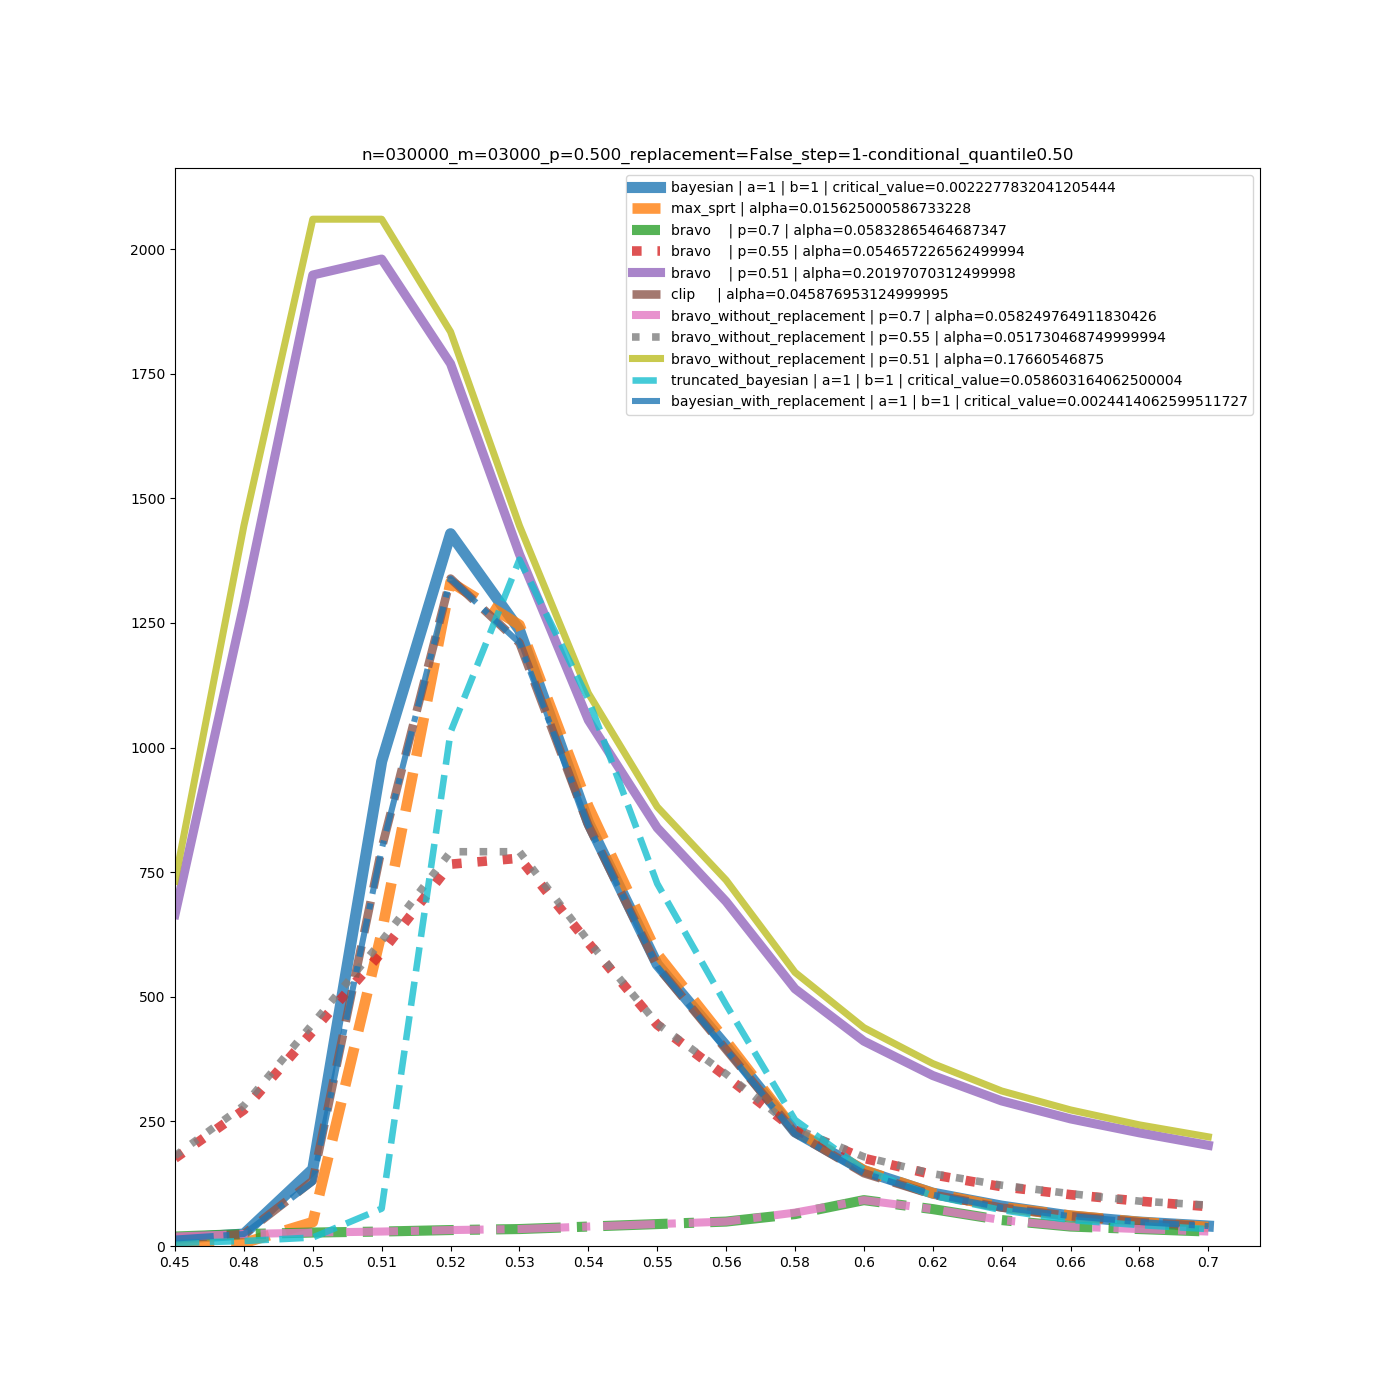 n=030000_m=03000_p=0.500_replacement=False_step=1-conditional_quantile0.50
bayesian | a=1 | b=1 | critical_value=0.0022277832041205444
max_sprt | alpha=0.015625000586733228
bravo    | p=0.7 | alpha=0.05832865464687347
bravo    | p=0.55 | alpha=0.054657226562499994
bravo    | p=0.51 | alpha=0.20197070312499998
clip     | alpha=0.045876953124999995
bravo_without_replacement | p=0.7 | alpha=0.058249764911830426
bravo_without_replacement | p=0.55 | alpha=0.051730468749999994
bravo_without_replacement | p=0.51 | alpha=0.17660546875
truncated_bayesian | a=1 | b=1 | critical_value=0.058603164062500004
bayesian_with_replacement | a=1 | b=1 | critical_value=0.0024414062599511727
2000
1750
1500
1250
1000
750
500
250
0
0.45 0.48 0.5 0.51 0.52 0.53 0.54 0.55 0.56 0.58 0.6 0.62 0.64 0.66 0.68 0.7